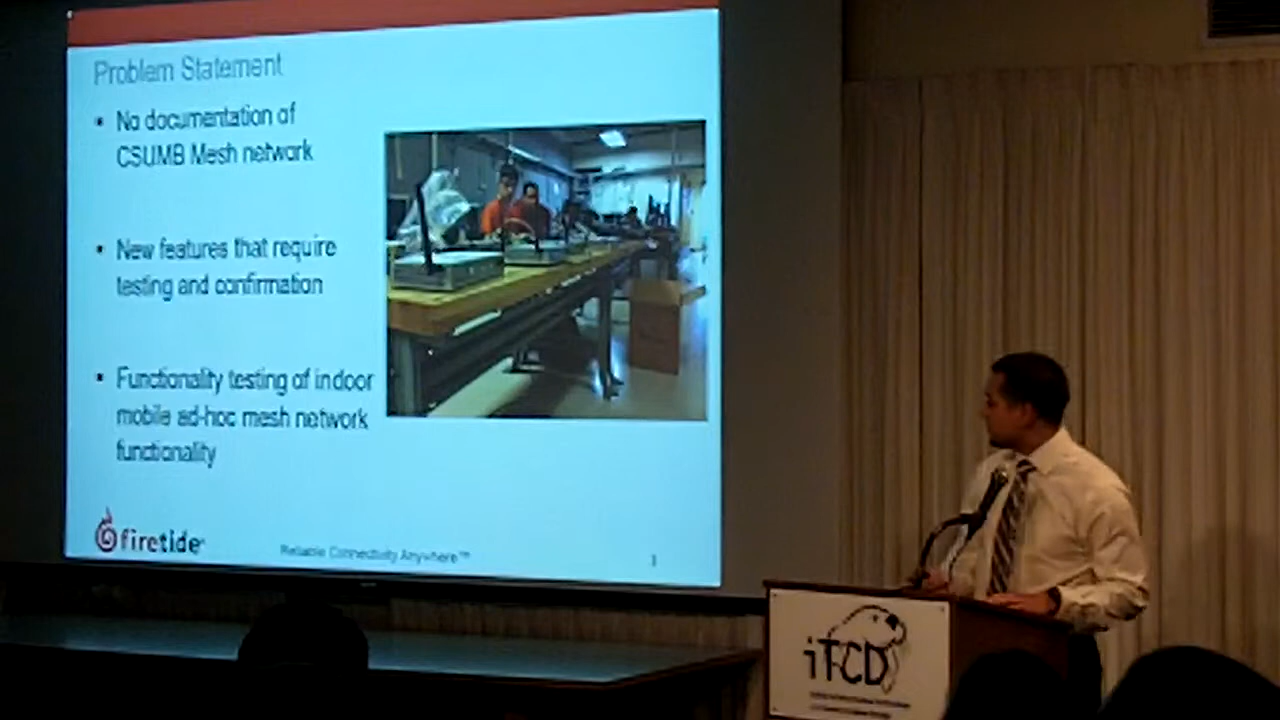 Problem Statement
• No documentation of
CSUMB Mesh network
• New features that require
testing and confirmation
• Functionality testing of indoor
mobile ad-hoc mesh network
functionality
firetide
Reliable Connectivity Anywhere™
iTCD